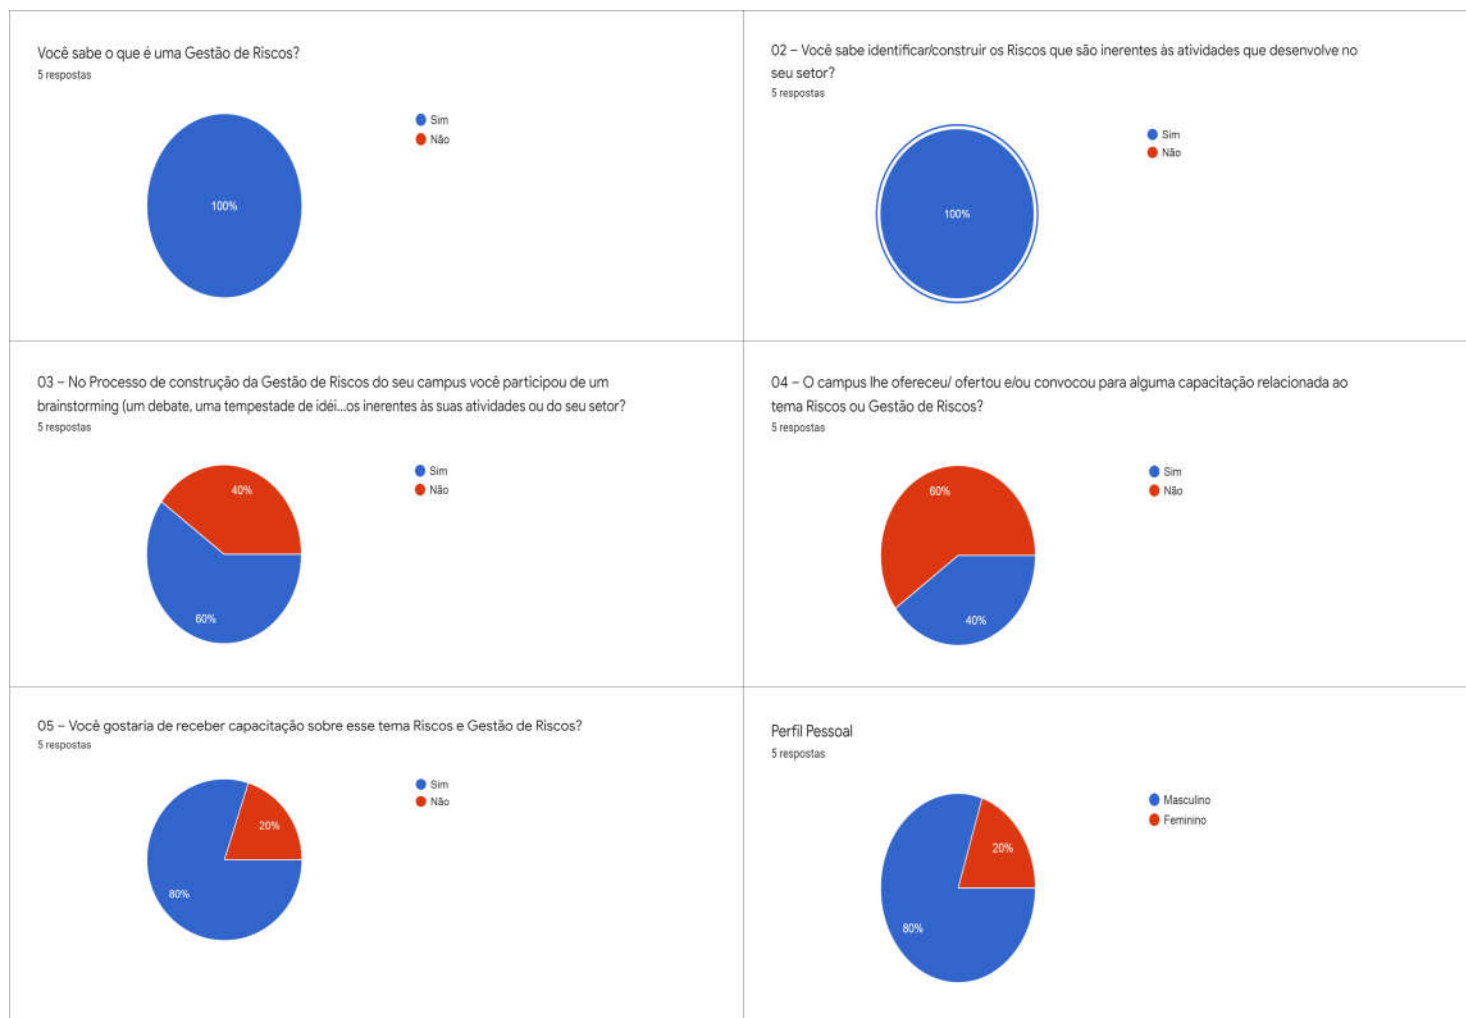 Você sabe o que é uma Gestão de Riscos?
5 respostas
Sim
Não
100%
02 – Você sabe identificar/construir os Riscos que são inerentes às atividades que desenvolve no
seu setor?
5 respostas
Sim
Não
100%
03 – No Processo de construção da Gestão de Riscos do seu campus você participou de um
brainstorming (um debate, uma tempestade de idéi...os inerentes às suas atividades ou do seu setor?
5 respostas
Sim
Não
40%
60%
04 – O campus lhe ofereceu/ ofertou e/ou convocou para alguma capacitação relacionada ao
tema Riscos ou Gestão de Riscos?
5 respostas
Sim
Não
60%
40%
05 – Você gostaria de receber capacitação sobre esse tema Riscos e Gestão de Riscos?
5 respostas
Sim
Não
20%
80%
Perfil Pessoal
5 respostas
Masculino
Feminino
20%
80%